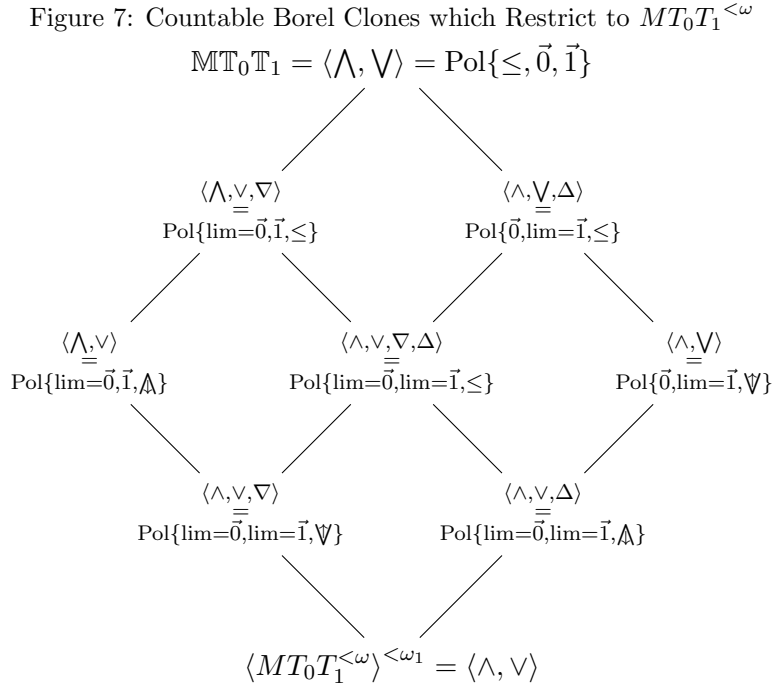 Figure 7: Countable Borel Clones which Restrict to MT₀T₁^{<ω}
𝕄𝕋₀𝕋₁ = ⟨⋀, ⋁⟩ = Pol{≤, 0⃗, 1⃗}
⟨⋀,∨,∇⟩ ⟨∧,⋁,Δ⟩
= =
Pol{lim=0⃗,1⃗,≤} Pol{0⃗,lim=1⃗,≤}
⟨⋀,∨⟩ ⟨∧,∨,∇,Δ⟩ ⟨∧,⋁⟩
= = =
Pol{lim=0⃗,1⃗,⋀↓} Pol{lim=0⃗,lim=1⃗,≤} Pol{0⃗,lim=1⃗,⋁↑}
⟨∧,∨,∇⟩ ⟨∧,∨,Δ⟩
= =
Pol{lim=0⃗,lim=1⃗,⋁↑} Pol{lim=0⃗,lim=1⃗,⋀↓}
⟨MT₀T₁^{<ω}⟩^{<ω₁} = ⟨∧, ∨⟩